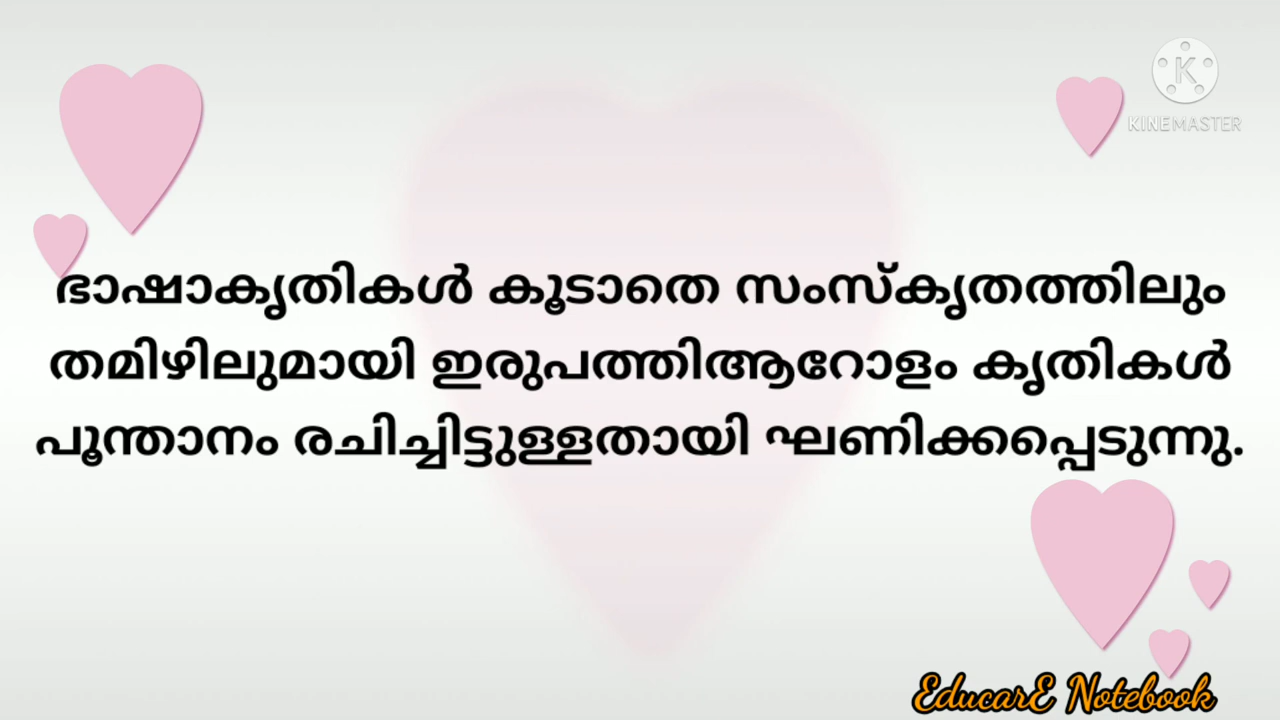 KINEMASTER
ഭാഷാകൃതികൾ കൂടാതെ സംസ്കൃതത്തിലും
തമിഴിലുമായി ഇരുപത്തിആറോളം കൃതികൾ
പൂന്താനം രചിച്ചിട്ടുള്ളതായി ഘണിക്കപ്പെടുന്നു.
EducarE Notebook